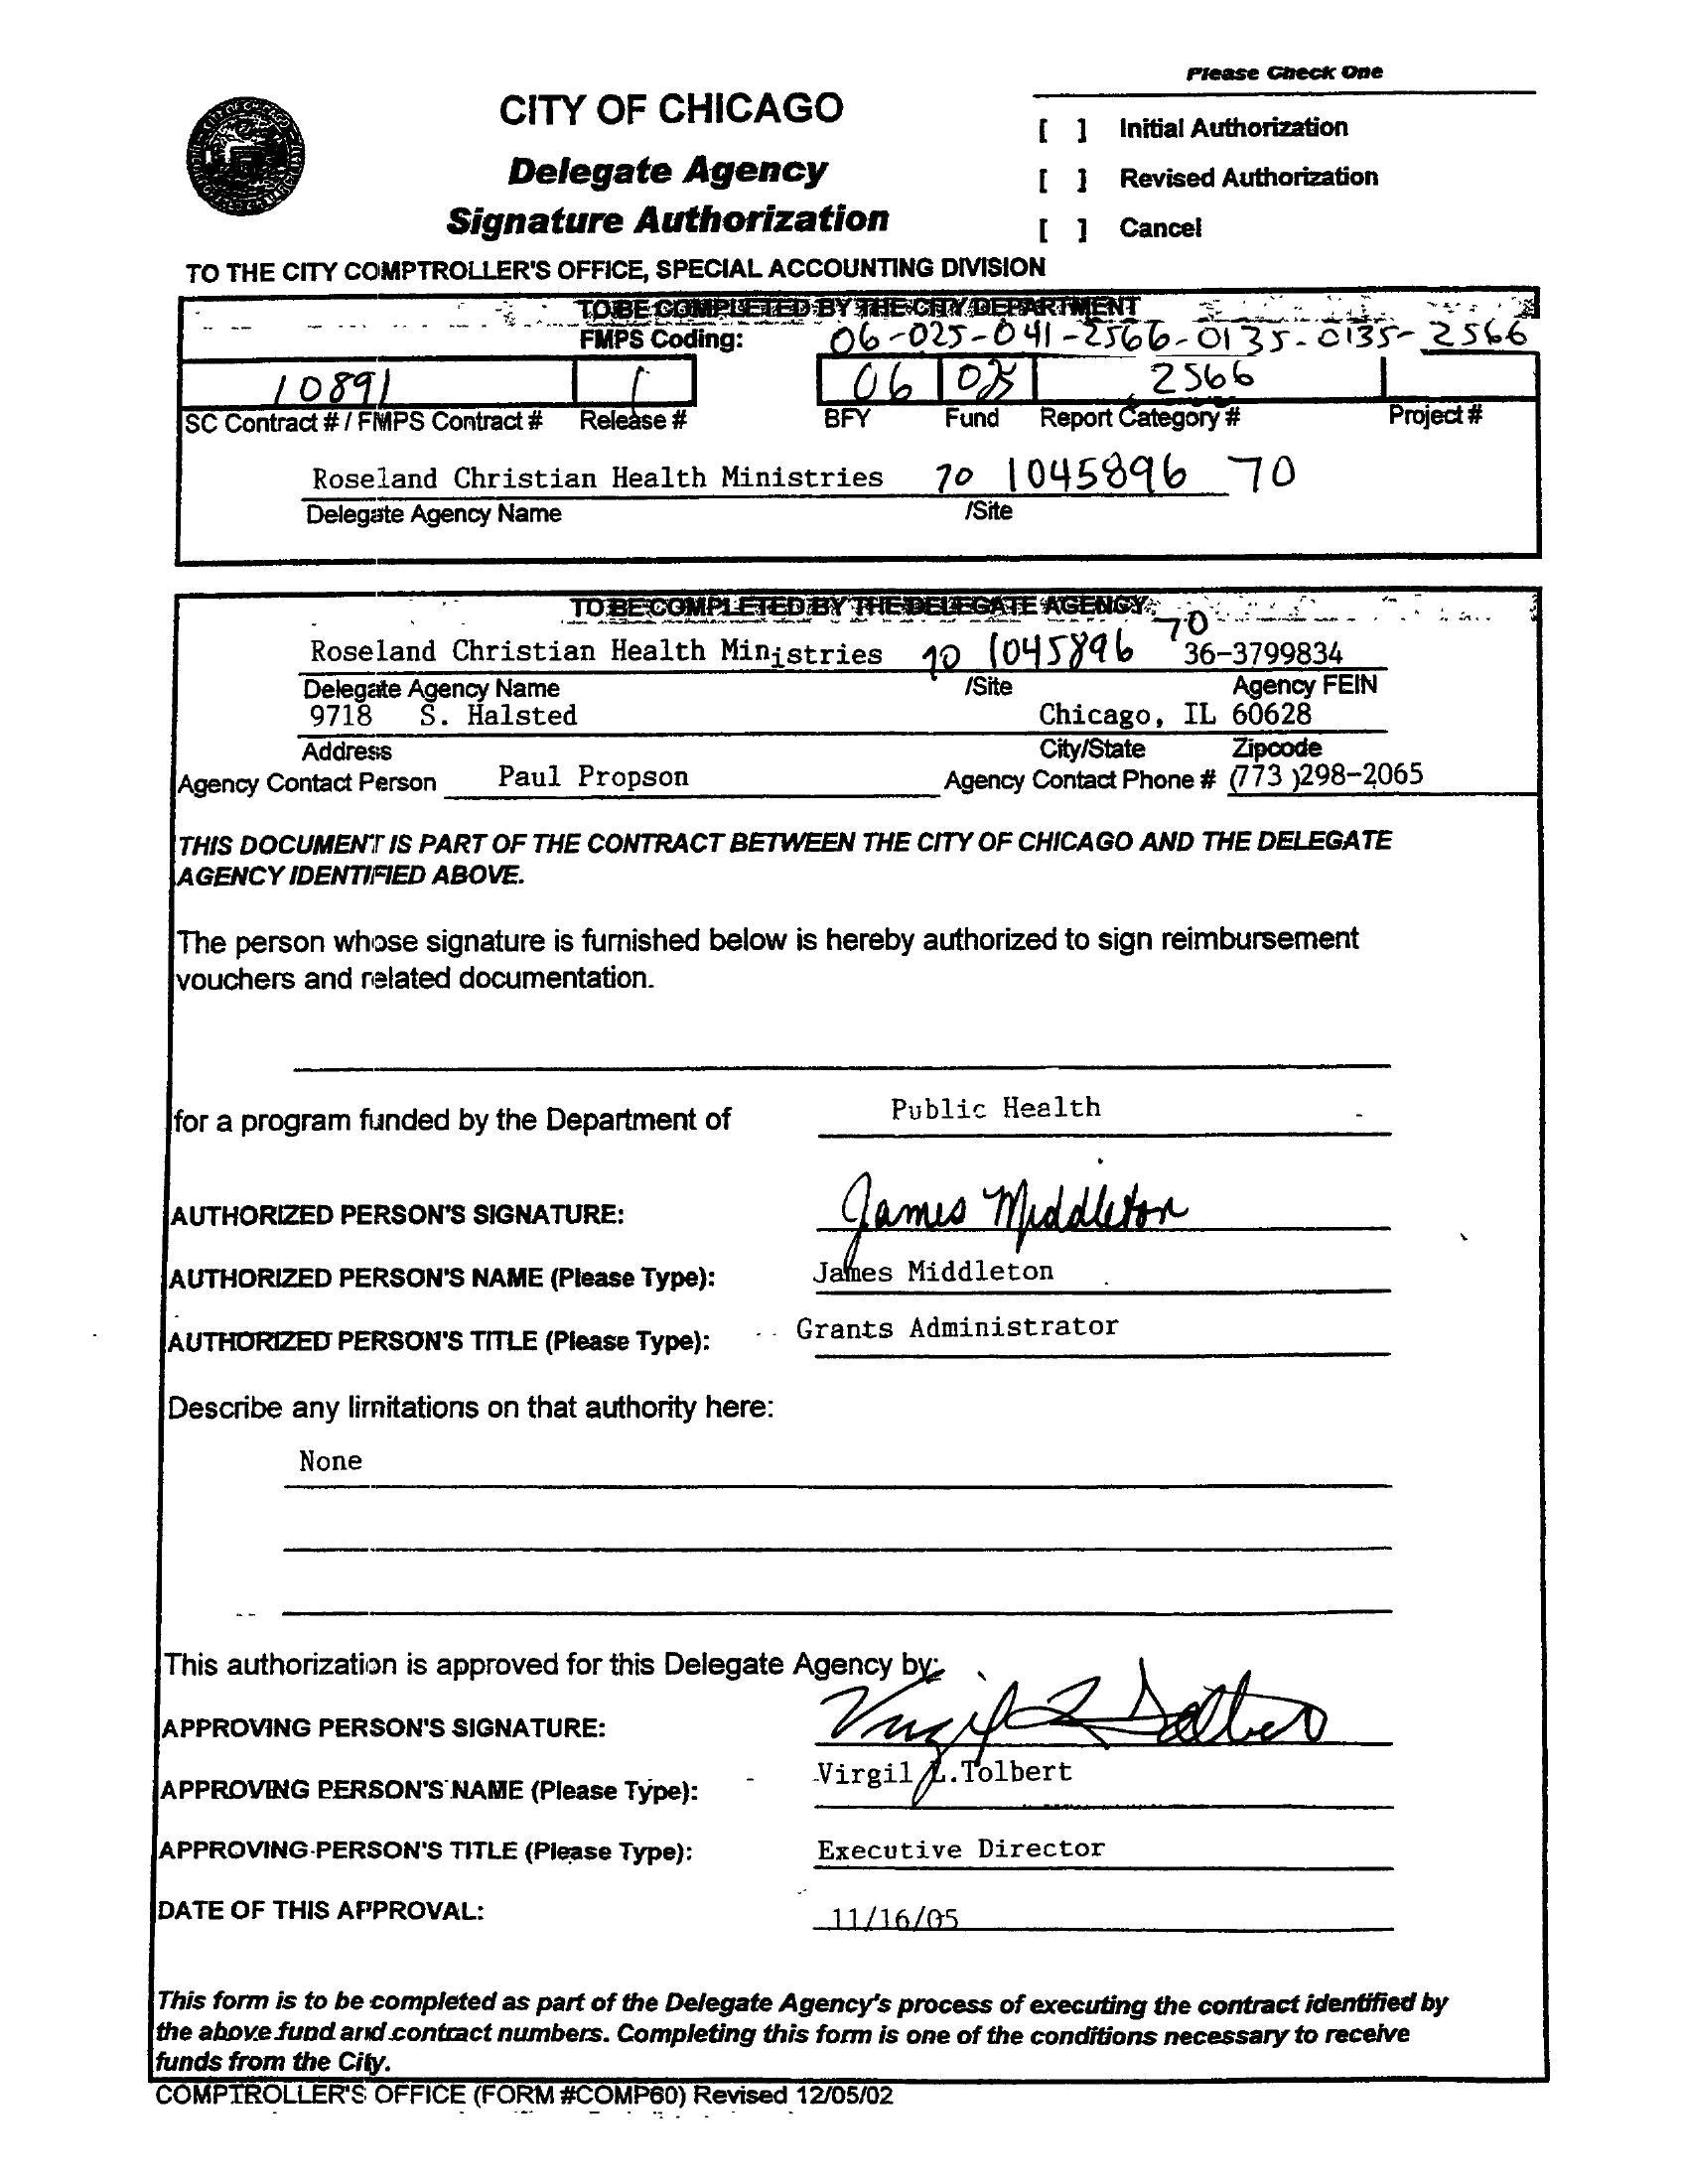 Please Check One
CITY OF CHICAGO
[ ] Initial Authorization
Delegate Agency
[ ] Revised Authorization
Signature Authorization
[ ] Cancel
TO THE CITY COMPTROLLER'S OFFICE, SPECIAL ACCOUNTING DIVISION
TO BE COMPLETED BY THE CITY DEPARTMENT
FMPS Coding: 06-025-041-2566-0135-0135-2566
10891 1 06 025 2566
SC Contract # / FMPS Contract # Release # BFY Fund Report Category # Project #
Roseland Christian Health Ministries 70 1045896 70
Delegate Agency Name /Site
TO BE COMPLETED BY THE DELEGATE AGENCY
Roseland Christian Health Ministries 70 1045896 70 36-3799834
Delegate Agency Name /Site Agency FEIN
9718 S. Halsted Chicago, IL 60628
Address City/State Zipcode
Agency Contact Person Paul Propson Agency Contact Phone # (773 )298-2065
THIS DOCUMENT IS PART OF THE CONTRACT BETWEEN THE CITY OF CHICAGO AND THE DELEGATE
AGENCY IDENTIFIED ABOVE.
The person whose signature is furnished below is hereby authorized to sign reimbursement
vouchers and related documentation.
for a program funded by the Department of Public Health
AUTHORIZED PERSON'S SIGNATURE: James Middleton
AUTHORIZED PERSON'S NAME (Please Type): James Middleton
AUTHORIZED PERSON'S TITLE (Please Type): Grants Administrator
Describe any limitations on that authority here:
None
This authorization is approved for this Delegate Agency by:
APPROVING PERSON'S SIGNATURE: Virgil L Tolbert
APPROVING PERSON'S NAME (Please Type): Virgil L.Tolbert
APPROVING PERSON'S TITLE (Please Type): Executive Director
DATE OF THIS APPROVAL: 11/16/05
This form is to be completed as part of the Delegate Agency's process of executing the contract identified by
the above fund and contract numbers. Completing this form is one of the conditions necessary to receive
funds from the City.
COMPTROLLER'S OFFICE (FORM #COMP60) Revised 12/05/02